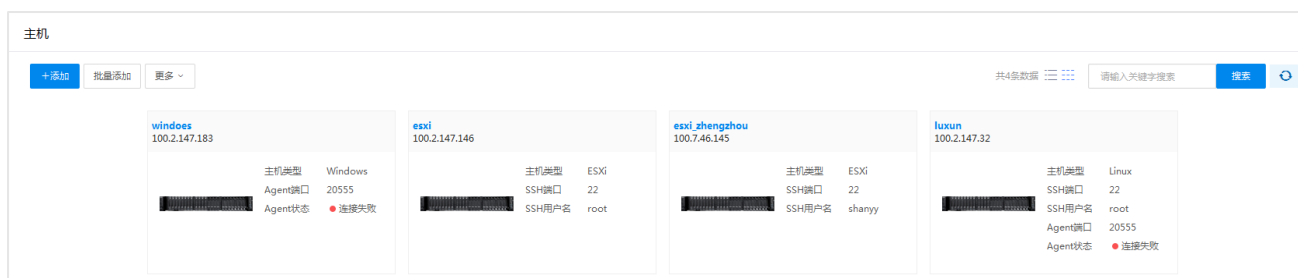 主机
+添加 批量添加 更多
共4条数据 请输入关键字搜索 搜索
windoes
100.2.147.183
主机类型 Windows
Agent端口 20555
Agent状态 连接失败
esxi
100.2.147.146
主机类型 ESXi
SSH端口 22
SSH用户名 root
esxi_zhengzhou
100.7.46.145
主机类型 ESXi
SSH端口 22
SSH用户名 shanyy
luxun
100.2.147.32
主机类型 Linux
SSH端口 22
SSH用户名 root
Agent端口 20555
Agent状态 连接失败